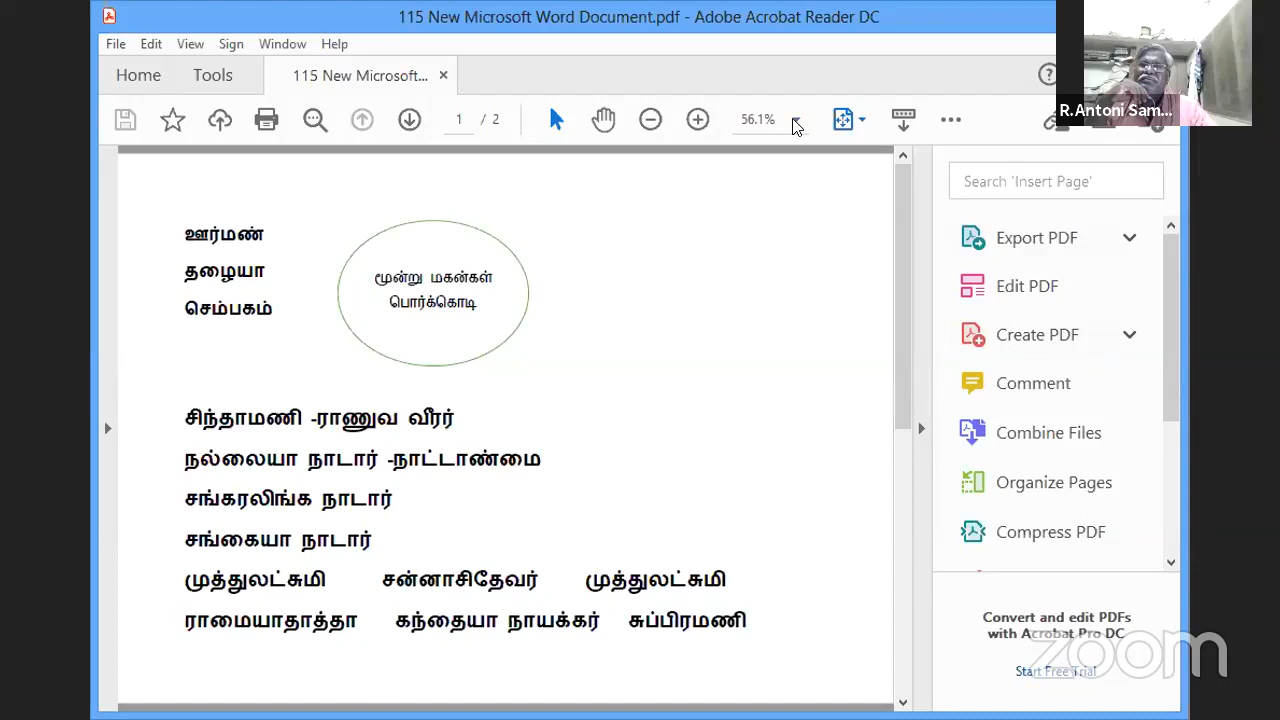 115 New Microsoft Word Document.pdf - Adobe Acrobat Reader DC
File Edit View Sign Window Help
Home Tools 115 New Microsoft... ×
1 / 2 56.1%
R.Antoni Sam...
ஊர்மண்
தழையா
செம்பகம்
மூன்று மகன்கள்
பொர்க்கொடி
சிந்தாமணி -ராணுவ வீரர்
நல்லையா நாடார் -நாட்டாண்மை
சங்கரலிங்க நாடார்
சங்கையா நாடார்
முத்துலட்சுமி சன்னாசிதேவர் முத்துலட்சுமி
ராமையாதாத்தா கந்தையா நாயக்கர் சுப்பிரமணி
Search 'Insert Page'
Export PDF
Edit PDF
Create PDF
Comment
Combine Files
Organize Pages
Compress PDF
Convert and edit PDFs
with Acrobat Pro DC
Start Free Trial
zoom